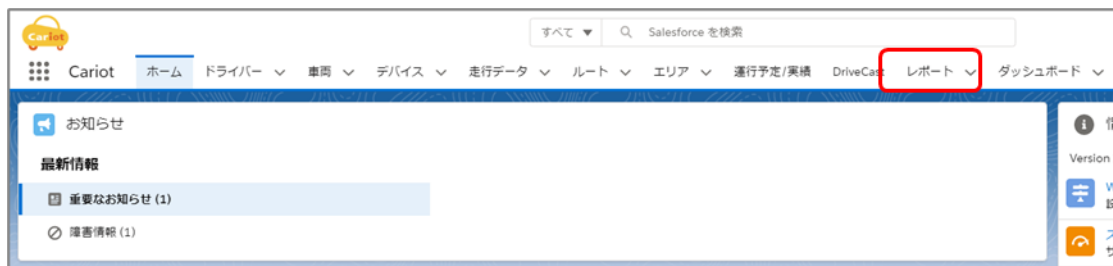 Cariot
すべて Salesforce を検索
Cariot ホーム ドライバー 車両 デバイス 走行データ ルート エリア 運行予定/実績 DriveCast レポート ダッシュボード
お知らせ
最新情報
重要なお知らせ (1)
障害情報 (1)
Version